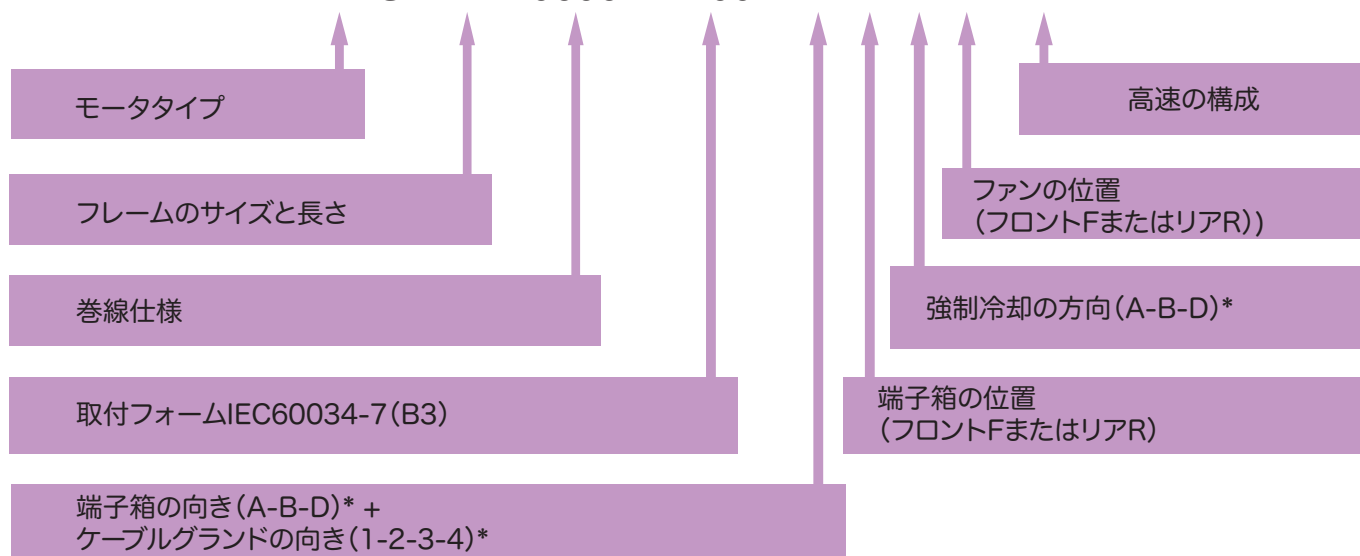 モータタイプ
高速の構成
フレームのサイズと長さ
ファンの位置
(フロントFまたはリアR))
巻線仕様
強制冷却の方向(A-B-D)*
取付フォームIEC60034-7(B3)
端子箱の位置
(フロントFまたはリアR)
端子箱の向き(A-B-D)* +
ケーブルグランドの向き(1-2-3-4)*